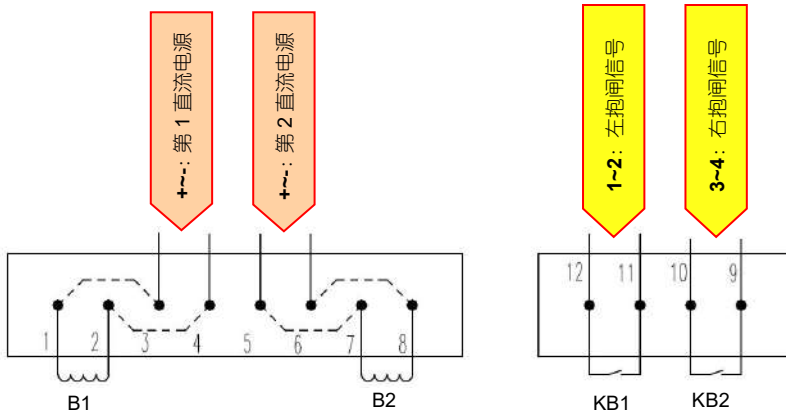 +~-: 第 1 直流电源
+~-: 第 2 直流电源
1~2: 左抱闸信号
3~4: 右抱闸信号
12 11 10 9
1 2 3 4 5 6 7 8
B1 B2 KB1 KB2